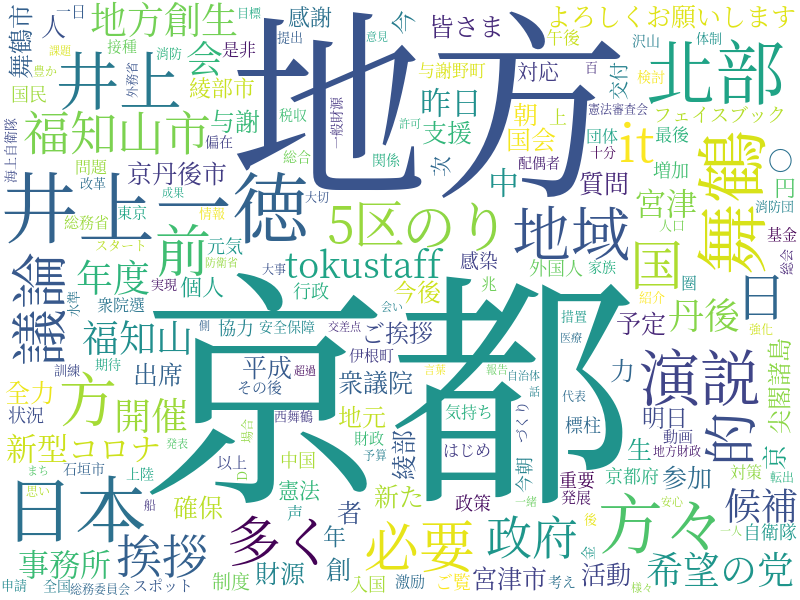 舞鶴市
人
一日
目標
地方創生
課題
消防
接種
豊か
国民
外務省
井上
会
感謝
是非
提出
今
意見
皆さま
よろしくお願いします
午後
与謝野町
対応
百
沢山
体制
検討
交付
地方
北部
綾部市
昨日
朝
上
憲法審査会
フェイスブック
福知山市
与謝
税収
一般財源
支援
国会
許可
団体
最後
海上自衛隊
偏在
総合
関係
次
it
十分
増加
〇
問題
京丹後市
中
質問
配偶者
舞鶴
円
改革
成果
大切
井上一徳
5区のり
地域
宮津
消防団
総務省
東京
情報
前
元気
人口
基金
スタート
防衛省
tokustaff
感染
外国人
家族
国
総会
議論
年度
大事
実現
個人
行政
兆
圏
日
紹介
水準
衆院選
今後
京都
側
協力
安全保障
交差点
会い
ご挨拶
措置
予定
丹後
強化
福知山
期待
平成
伊根町
医療
尖閣諸島
訓練
その後
超過
言葉
報告
自治体
力
演説
的
全力
方
出席
衆議院
西舞鶴
話
代表
状況
開催
地元
綾部
気持ち
づくり
標柱
明日
動画
地方財政
新型コロナ
発表
場合
財政
予算
はじめ
今朝
生
京
まち
石垣市
上陸
以上
中国
重要
発展
京都府
参加
対策
転出
日本
思い
船
確保
D
憲法
新た
政策
一緒
安心
多く
声
者
必要
政府
方々
候補
後
一人
自衛隊
挨拶
事務所
制度
財源
年
創
金
希望の党
申請
全国
総務委員会
スポット
入国
激励
ご覧
宮津市
考え
活動
様々